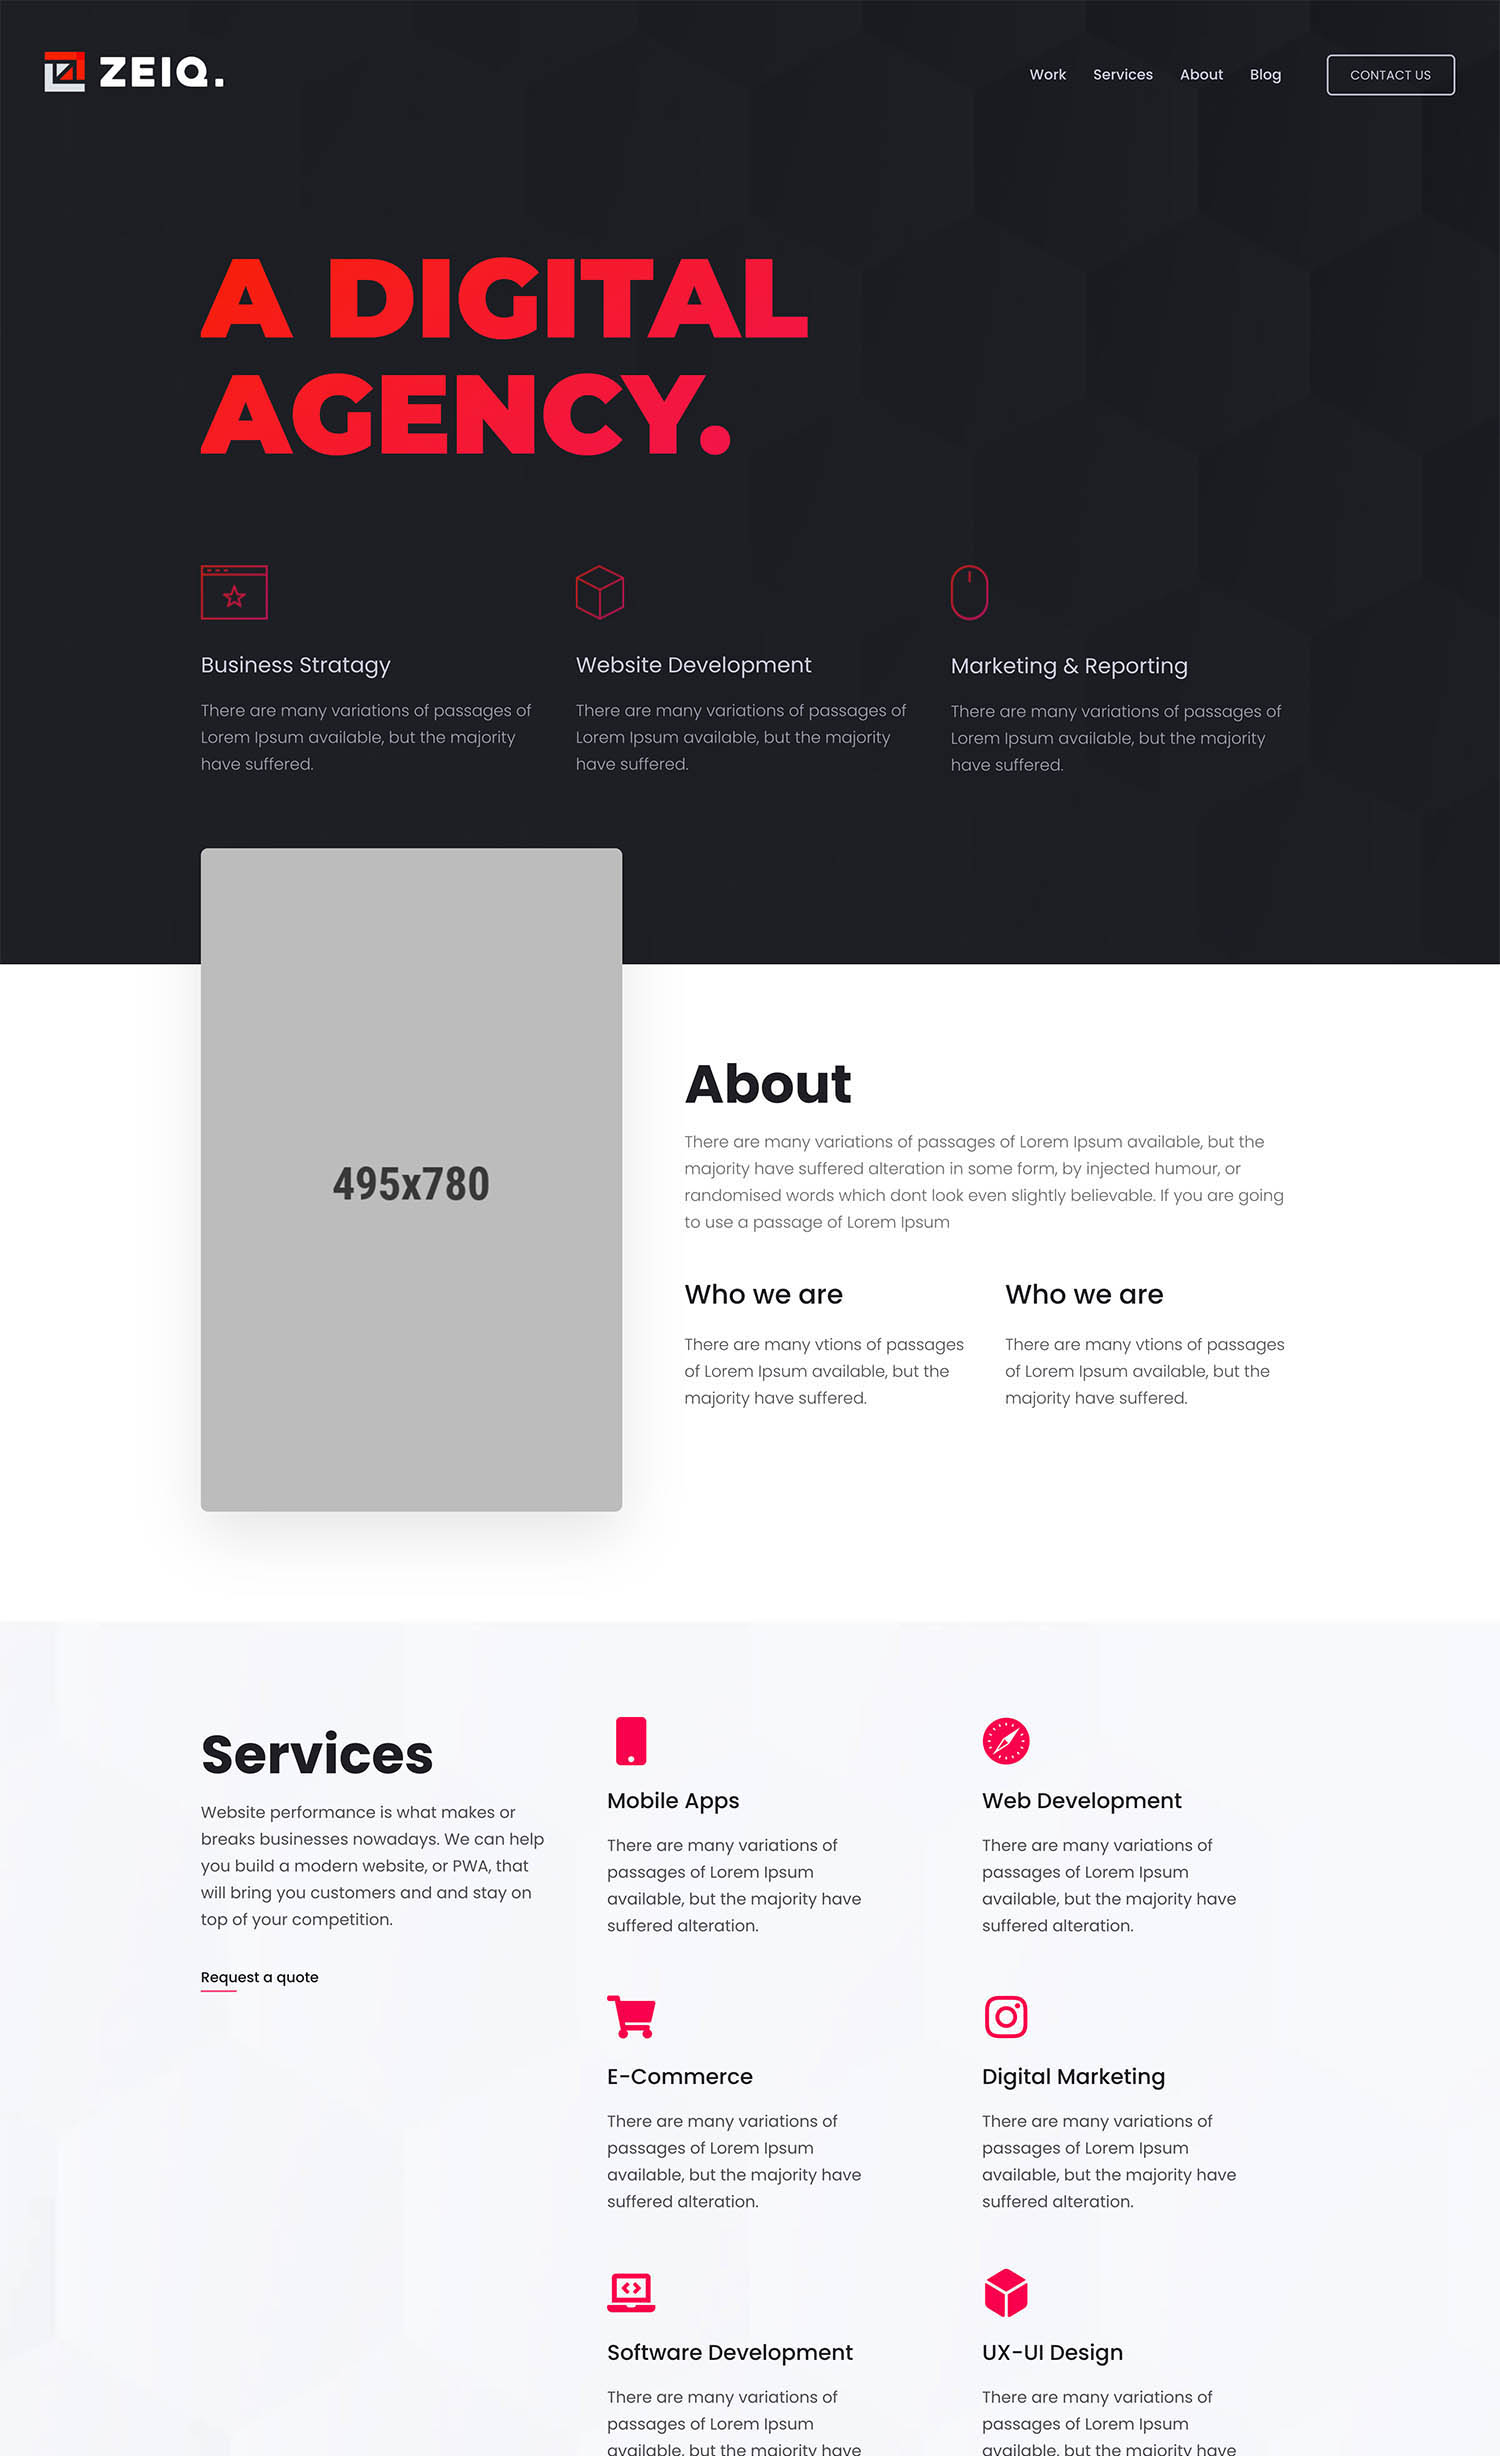 ZEIQ.
Work Services About Blog CONTACT US
A DIGITAL
AGENCY.
Business Stratagy
There are many variations of passages of
Lorem Ipsum available, but the majority
have suffered.
Website Development
There are many variations of passages of
Lorem Ipsum available, but the majority
have suffered.
Marketing & Reporting
There are many variations of passages of
Lorem Ipsum available, but the majority
have suffered.
495x780
About
There are many variations of passages of Lorem Ipsum available, but the
majority have suffered alteration in some form, by injected humour, or
randomised words which dont look even slightly believable. If you are going
to use a passage of Lorem Ipsum
Who we are
There are many vtions of passages
of Lorem Ipsum available, but the
majority have suffered.
Who we are
There are many vtions of passages
of Lorem Ipsum available, but the
majority have suffered.
Services
Website performance is what makes or
breaks businesses nowadays. We can help
you build a modern website, or PWA, that
will bring you customers and and stay on
top of your competition.
Request a quote
Mobile Apps
There are many variations of
passages of Lorem Ipsum
available, but the majority have
suffered alteration.
Web Development
There are many variations of
passages of Lorem Ipsum
available, but the majority have
suffered alteration.
E-Commerce
There are many variations of
passages of Lorem Ipsum
available, but the majority have
suffered alteration.
Digital Marketing
There are many variations of
passages of Lorem Ipsum
available, but the majority have
suffered alteration.
Software Development
There are many variations of
passages of Lorem Ipsum
available, but the majority have
UX-UI Design
There are many variations of
passages of Lorem Ipsum
available, but the majority have